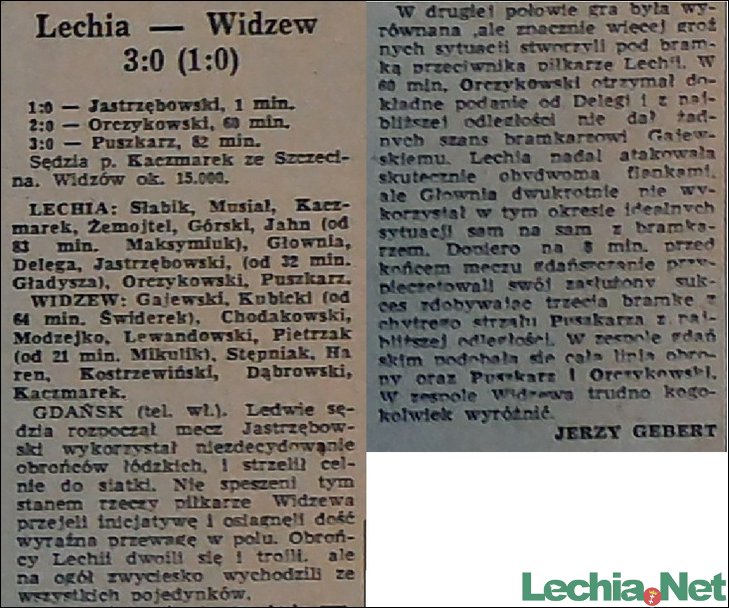 Lechia — Widzew
3:0 (1:0)
1:0 — Jastrzębowski, 1 min.
2:0 — Orczykowski, 60 min.
3:0 — Puszkarz, 82 min.
Sędzia p. Kaczmarek ze Szczeci-
na. Widzów ok. 15.000.
LECHIA: Słabik, Musiał, Kacz-
marek, Żemojtel, Górski, Jahn (od
83 min. Maksymiuk), Głownia,
Delega, Jastrzębowski, (od 32 min.
Gładysza), Orczykowski, Puszkarz.
WIDZEW: Gajewski, Kubicki (od
64 min. Świderek), Chodakowski,
Modzejko, Lewandowski, Pietrzak
(od 21 min. Mikulik), Stępniak, Ha
ren, Kostrzewiński, Dąbrowski,
Kaczmarek.
GDAŃSK (tel. wł.). Ledwie sę-
dzia rozpoczął mecz Jastrzębow-
ski wykorzystał niezdecydowanie
obrońców łódzkich, i strzelił cel-
nie do siatki. Nie speszeni tym
stanem rzeczy piłkarze Widzewa
przejeli inicjatywę i osiągnęli dość
wyraźną przewagę w polu. Obroń-
cy Lechii dwoili się i troili, ale
na ogół zwycięsko wychodzili ze
wszystkich pojedynków.
W drugiej połowie gra była wy-
równana ,ale znacznie więcej groź
nych sytuacji stworzyli pod bram-
ką przeciwnika piłkarze Lechii. W
60 min. Orczykowski otrzymał do-
kładne podanie od Delegi i z naj-
bliższej odległości nie dał żad-
nych szans bramkarzowi Gajew-
skiemu. Lechia nadal atakowała
skutecznie obydwoma flankami,
ale Głownia dwukrotnie nie wy-
korzystał w tym okresie idealnych
sytuacji sam na sam z bramka-
rzem. Dopiero na 8 min. przed
końcem meczu gdańszczanie przy-
pieczętowali swój zasłużony suk-
ces zdobywając trzecią bramkę z
chytrego strzału Puszkarza z naj-
bliższej odległości. W zespole gdań
skim podobała się cała linia obro-
ny oraz Puszkarz i Orczykowski.
W zespole Widzewa trudno kogo-
kolwiek wyróżnić.
JERZY GEBERT
Lechia.Net